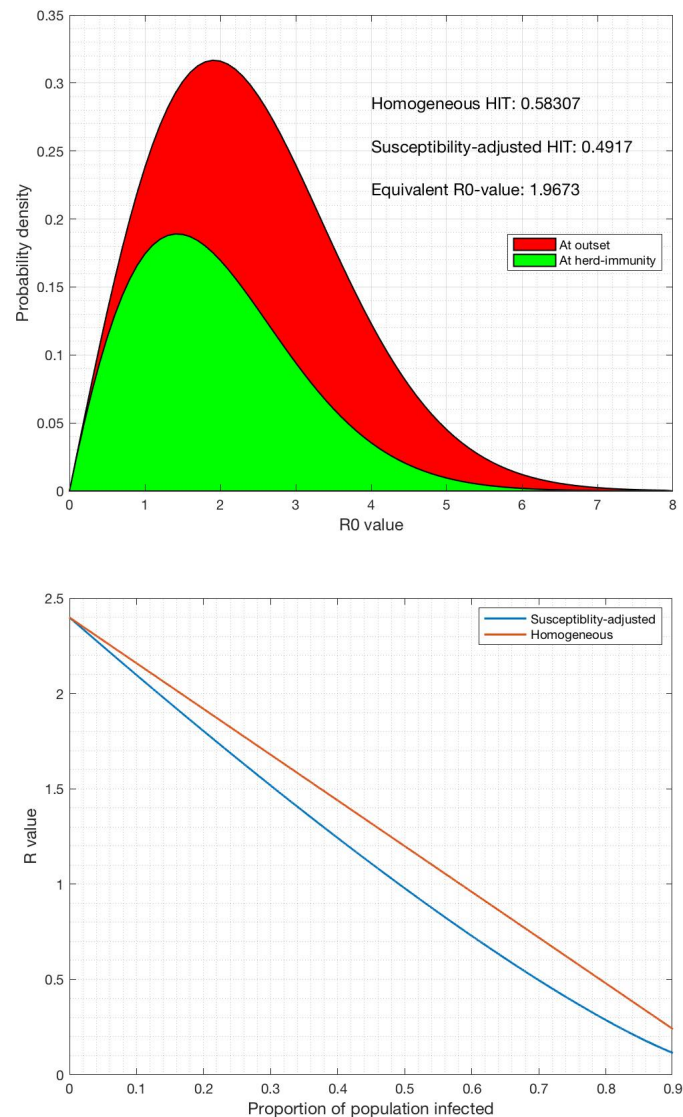 0.35
0.3
0.25
0.2
0.15
0.1
0.05
0
Probability density
Homogeneous HIT: 0.58307
Susceptibility-adjusted HIT: 0.4917
Equivalent R0-value: 1.9673
At outset
At herd-immunity
0 1 2 3 4 5 6 7 8
R0 value
2.5
2
1.5
1
0.5
0
R value
Susceptiblity-adjusted
Homogeneous
0 0.1 0.2 0.3 0.4 0.5 0.6 0.7 0.8 0.9
Proportion of population infected